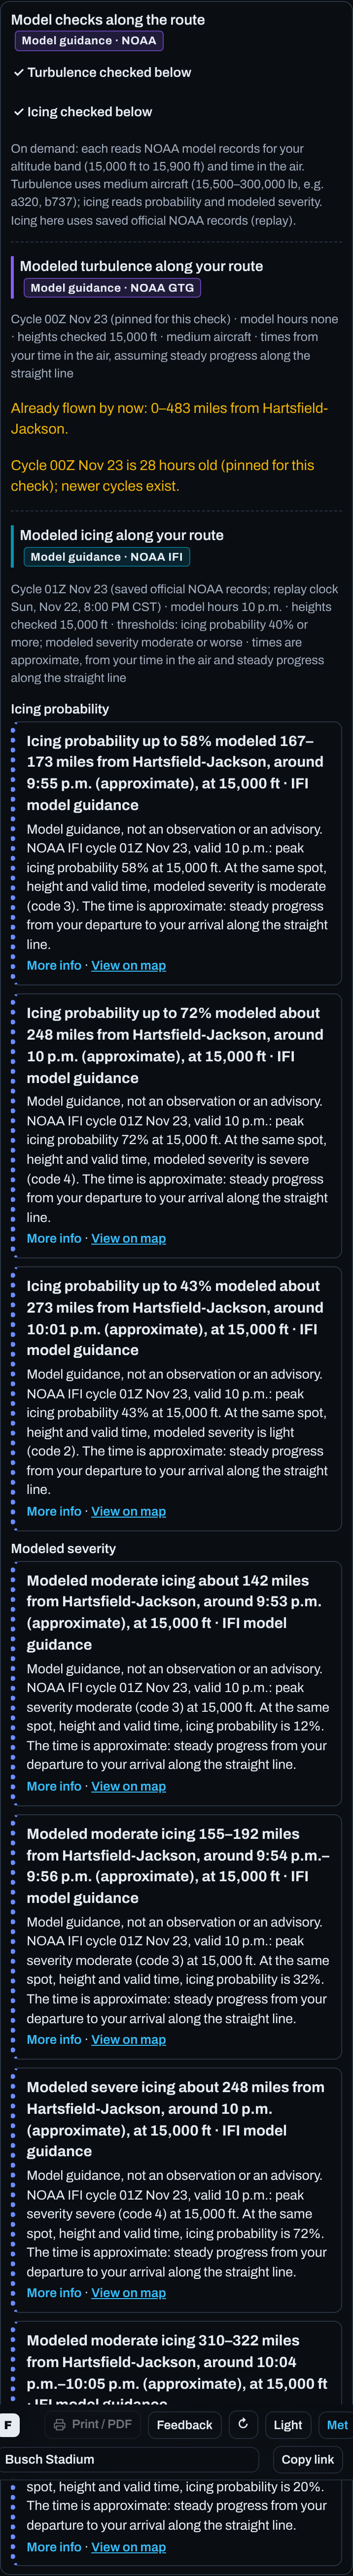 Model checks along the route
Model guidance · NOAA
✓ Turbulence checked below
✓ Icing checked below
On demand: each reads NOAA model records for your
altitude band (15,000 ft to 15,900 ft) and time in the air.
Turbulence uses medium aircraft (15,500–300,000 lb, e.g.
a320, b737); icing reads probability and modeled severity.
Icing here uses saved official NOAA records (replay).
Modeled turbulence along your route
Model guidance · NOAA GTG
Cycle 00Z Nov 23 (pinned for this check) · model hours none
· heights checked 15,000 ft · medium aircraft · times from
your time in the air, assuming steady progress along the
straight line
Already flown by now: 0–483 miles from Hartsfield-
Jackson.
Cycle 00Z Nov 23 is 28 hours old (pinned for this
check); newer cycles exist.
Modeled icing along your route
Model guidance · NOAA IFI
Cycle 01Z Nov 23 (saved official NOAA records; replay clock
Sun, Nov 22, 8:00 PM CST) · model hours 10 p.m. · heights
checked 15,000 ft · thresholds: icing probability 40% or
more; modeled severity moderate or worse · times are
approximate, from your time in the air and steady progress
along the straight line
Icing probability
Icing probability up to 58% modeled 167–
173 miles from Hartsfield-Jackson, around
9:55 p.m. (approximate), at 15,000 ft · IFI
model guidance
Model guidance, not an observation or an advisory.
NOAA IFI cycle 01Z Nov 23, valid 10 p.m.: peak
icing probability 58% at 15,000 ft. At the same spot,
height and valid time, modeled severity is moderate
(code 3). The time is approximate: steady progress
from your departure to your arrival along the straight
line.
More info · View on map
Icing probability up to 72% modeled about
248 miles from Hartsfield-Jackson, around
10 p.m. (approximate), at 15,000 ft · IFI
model guidance
Model guidance, not an observation or an advisory.
NOAA IFI cycle 01Z Nov 23, valid 10 p.m.: peak
icing probability 72% at 15,000 ft. At the same spot,
height and valid time, modeled severity is severe
(code 4). The time is approximate: steady progress
from your departure to your arrival along the straight
line.
More info · View on map
Icing probability up to 43% modeled about
273 miles from Hartsfield-Jackson, around
10:01 p.m. (approximate), at 15,000 ft · IFI
model guidance
Model guidance, not an observation or an advisory.
NOAA IFI cycle 01Z Nov 23, valid 10 p.m.: peak
icing probability 43% at 15,000 ft. At the same spot,
height and valid time, modeled severity is light
(code 2). The time is approximate: steady progress
from your departure to your arrival along the straight
line.
More info · View on map
Modeled severity
Modeled moderate icing about 142 miles
from Hartsfield-Jackson, around 9:53 p.m.
(approximate), at 15,000 ft · IFI model
guidance
Model guidance, not an observation or an advisory.
NOAA IFI cycle 01Z Nov 23, valid 10 p.m.: peak
severity moderate (code 3) at 15,000 ft. At the same
spot, height and valid time, icing probability is 12%.
The time is approximate: steady progress from your
departure to your arrival along the straight line.
More info · View on map
Modeled moderate icing 155–192 miles
from Hartsfield-Jackson, around 9:54 p.m.–
9:56 p.m. (approximate), at 15,000 ft · IFI
model guidance
Model guidance, not an observation or an advisory.
NOAA IFI cycle 01Z Nov 23, valid 10 p.m.: peak
severity moderate (code 3) at 15,000 ft. At the same
spot, height and valid time, icing probability is 32%.
The time is approximate: steady progress from your
departure to your arrival along the straight line.
More info · View on map
Modeled severe icing about 248 miles from
Hartsfield-Jackson, around 10 p.m.
(approximate), at 15,000 ft · IFI model
guidance
Model guidance, not an observation or an advisory.
NOAA IFI cycle 01Z Nov 23, valid 10 p.m.: peak
severity severe (code 4) at 15,000 ft. At the same
spot, height and valid time, icing probability is 72%.
The time is approximate: steady progress from your
departure to your arrival along the straight line.
More info · View on map
Modeled moderate icing 310–322 miles
from Hartsfield-Jackson, around 10:04
p.m.–10:05 p.m. (approximate), at 15,000 ft
· IFI model guidance
F
Print / PDF
Feedback
↻
Light
Met
Busch Stadium
Copy link
spot, height and valid time, icing probability is 20%.
The time is approximate: steady progress from your
departure to your arrival along the straight line.
More info · View on map